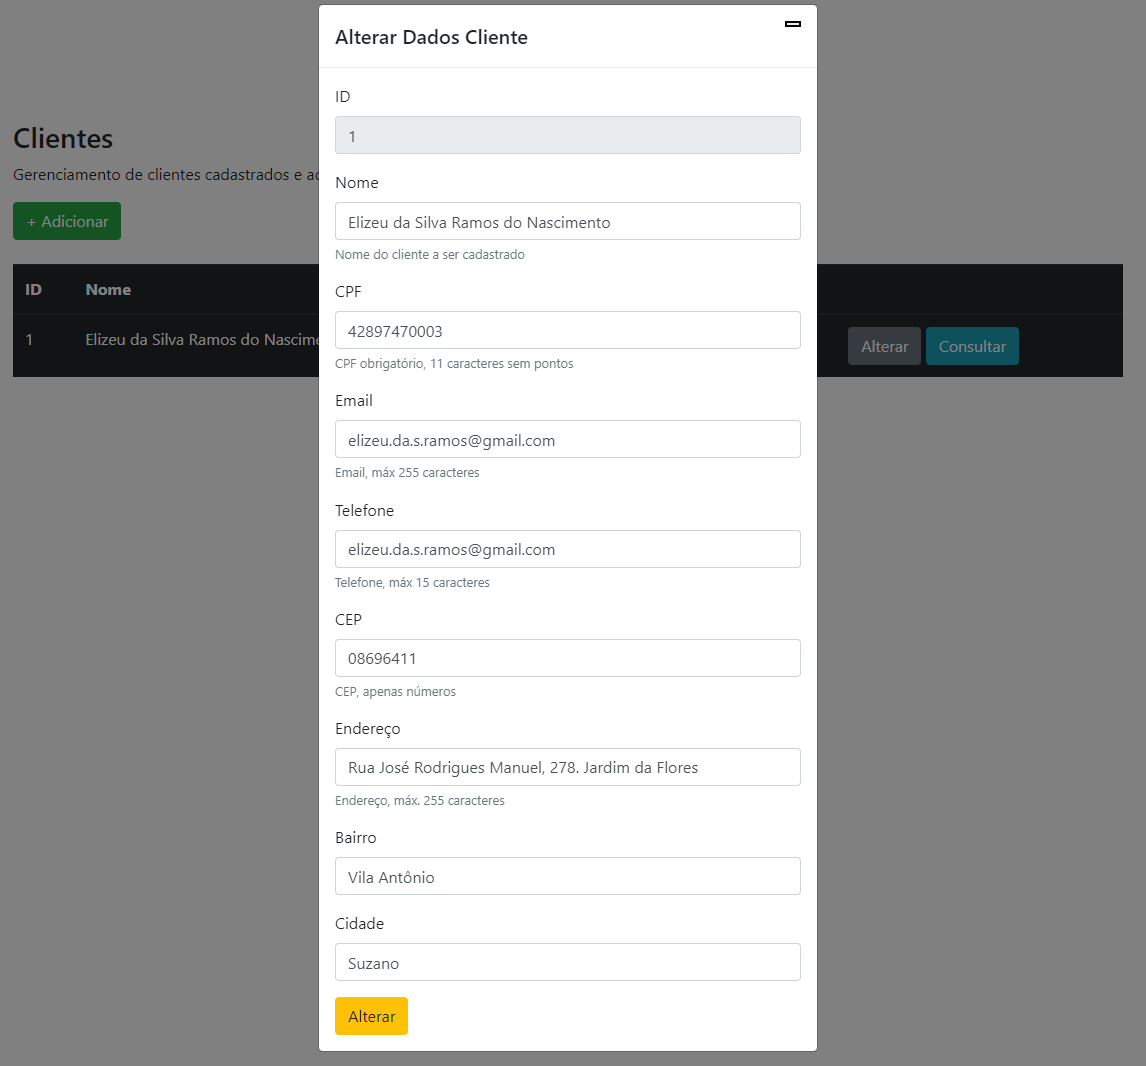 Alterar Dados Cliente
ID
1
Nome
Elizeu da Silva Ramos do Nascimento
Nome do cliente a ser cadastrado
CPF
42897470003
CPF obrigatório, 11 caracteres sem pontos
Email
elizeu.da.s.ramos@gmail.com
Email, máx 255 caracteres
Telefone
elizeu.da.s.ramos@gmail.com
Telefone, máx 15 caracteres
CEP
08696411
CEP, apenas números
Endereço
Rua José Rodrigues Manuel, 278. Jardim da Flores
Endereço, máx. 255 caracteres
Bairro
Vila Antônio
Cidade
Suzano
Alterar
Clientes
Gerenciamento de clientes cadastrados e
+ Adicionar
ID Nome
1 Elizeu da Silva Ramos do Alterar Consultar